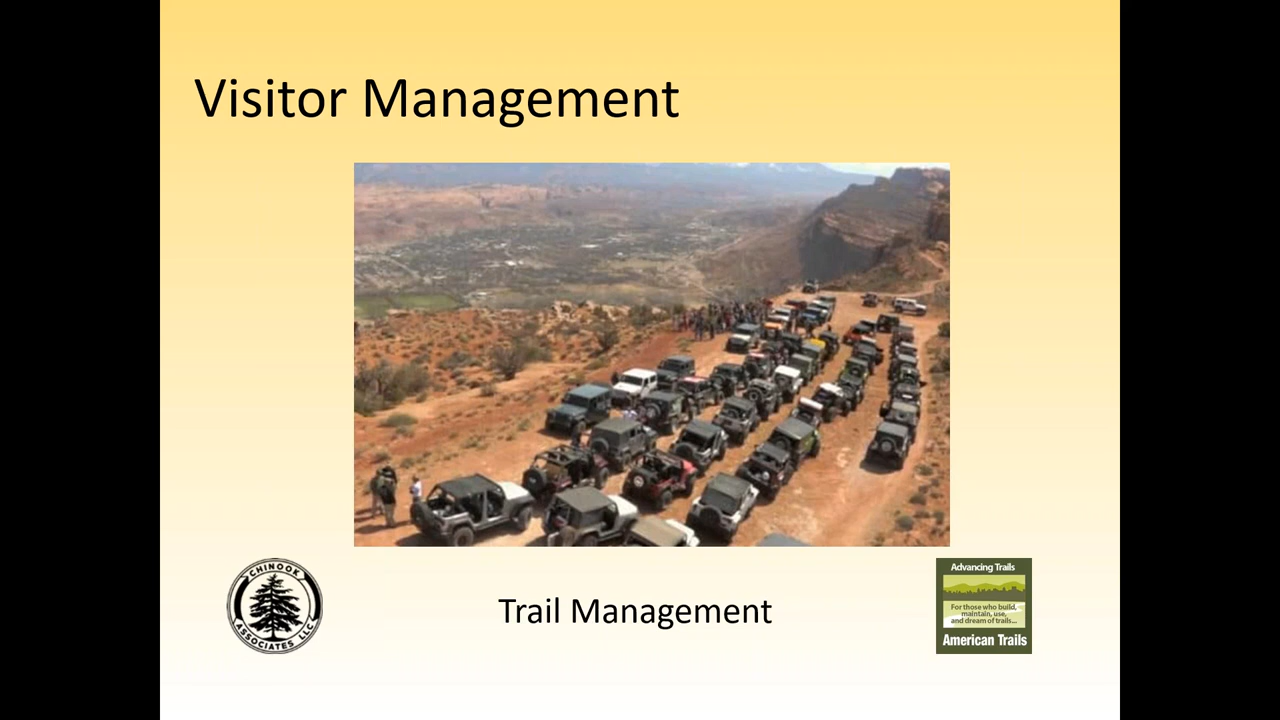 Visitor Management
CHINOOK
ASSOCIATES LLC
Trail Management
Advancing Trails
For those who build,
maintain, use,
and dream of trails...
American Trails